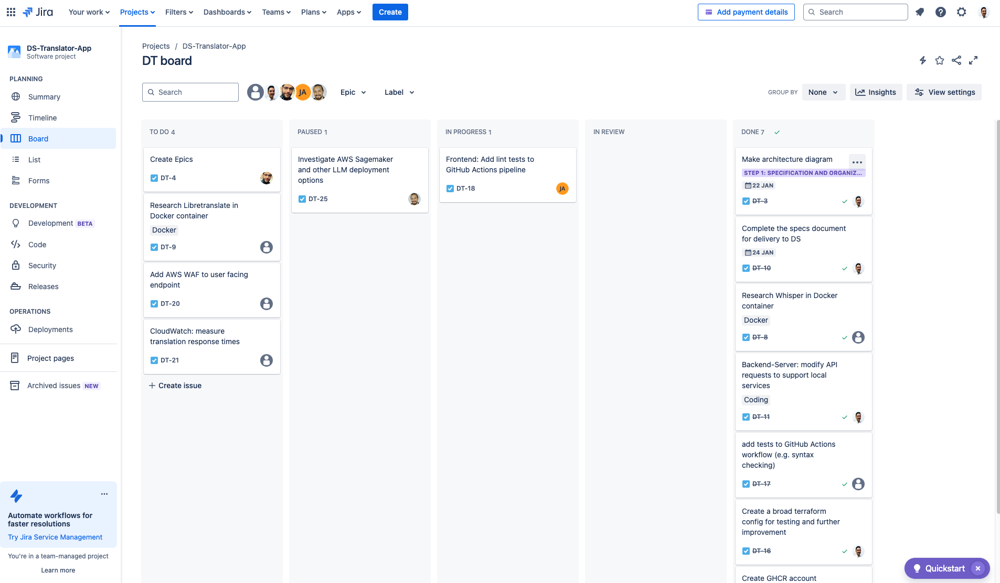 Jira
Your work
Projects
Filters
Dashboards
Teams
Plans
Apps
Create
Add payment details
Search
DS-Translator-App
Software project
PLANNING
Summary
Timeline
Board
List
Forms
DEVELOPMENT
Development BETA
Code
Security
Releases
OPERATIONS
Deployments
Project pages
Archived issues NEW
Automate workflows for
faster resolutions
Try Jira Service Management
You're in a team-managed project
Learn more
Projects / DS-Translator-App
DT board
Search
JA
Epic
Label
GROUP BY
None
Insights
View settings
TO DO 4
Create Epics
DT-4
Research Libretranslate in
Docker container
Docker
DT-9
Add AWS WAF to user facing
endpoint
DT-20
CloudWatch: measure
translation response times
DT-21
Create issue
PAUSED 1
Investigate AWS Sagemaker
and other LLM deployment
options
DT-25
IN PROGRESS 1
Frontend: Add lint tests to
GitHub Actions pipeline
DT-18
JA
IN REVIEW
DONE 7
Make architecture diagram
STEP 1: SPECIFICATION AND ORGANIZ...
22 JAN
DT-3
Complete the specs document
for delivery to DS
24 JAN
DT-10
Research Whisper in Docker
container
Docker
DT-8
Backend-Server: modify API
requests to support local
services
Coding
DT-11
add tests to GitHub Actions
workflow (e.g. syntax
checking)
DT-17
Create a broad terraform
config for testing and further
improvement
DT-16
Create GHCR account
Quickstart